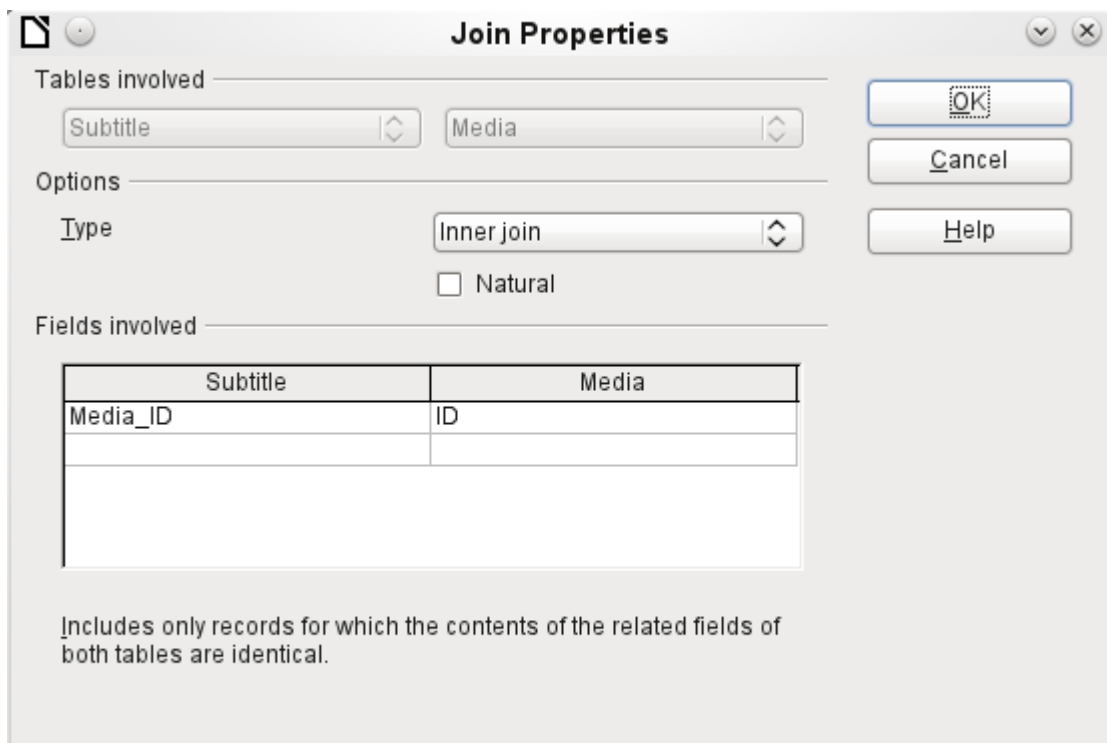 Join Properties
Tables involved
Subtitle Media
OK
Cancel
Options
Type Inner join
Help
Natural
Fields involved
Subtitle Media
Media_ID ID
Includes only records for which the contents of the related fields of
both tables are identical.